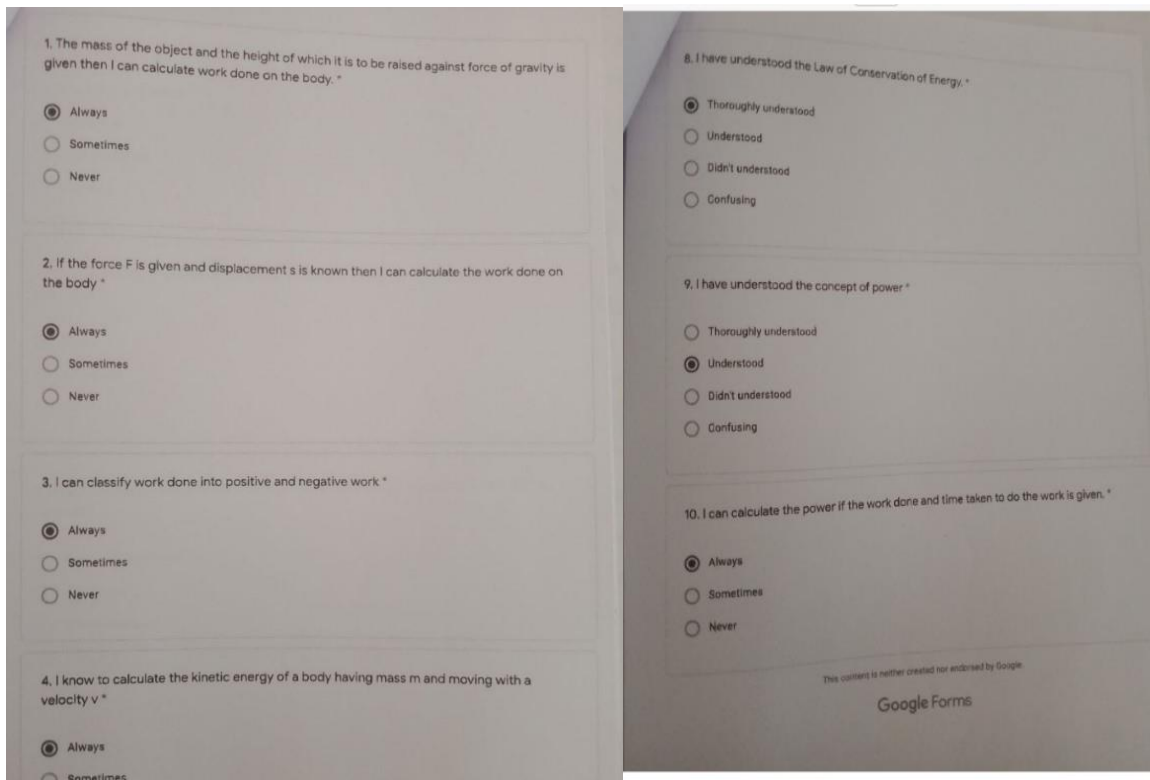 1. The mass of the object and the height of which it is to be raised against force of gravity is
given then I can calculate work done on the body. *
Always
Sometimes
Never
2. If the force F is given and displacement s is known then I can calculate the work done on
the body *
Always
Sometimes
Never
3. I can classify work done into positive and negative work *
Always
Sometimes
Never
4. I know to calculate the kinetic energy of a body having mass m and moving with a
velocity v *
Always
Sometimes
8. I have understood the Law of Conservation of Energy. *
Thoroughly understood
Understood
Didn't understood
Confusing
9. I have understood the concept of power *
Thoroughly understood
Understood
Didn't understood
Confusing
10. I can calculate the power if the work done and time taken to do the work is given. *
Always
Sometimes
Never
This content is neither created nor endorsed by Google
Google Forms